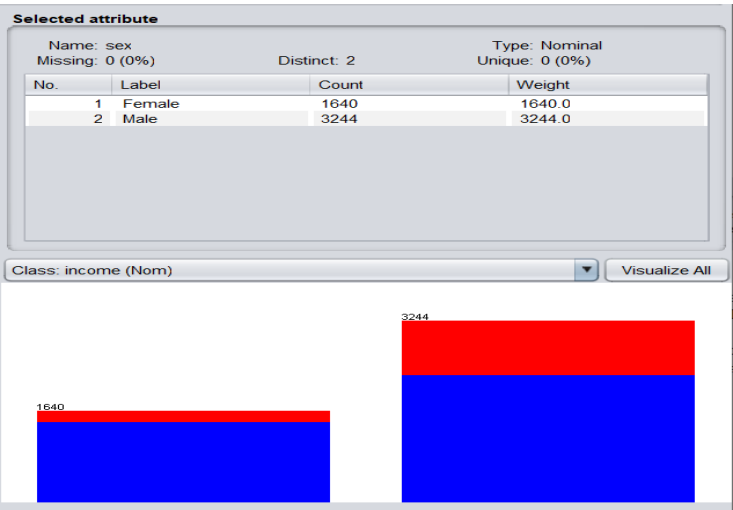 Selected attribute
Name: sex Type: Nominal
Missing: 0 (0%) Distinct: 2 Unique: 0 (0%)
No. Label Count Weight
1 Female 1640 1640.0
2 Male 3244 3244.0
Class: income (Nom) Visualize All
3244
1640